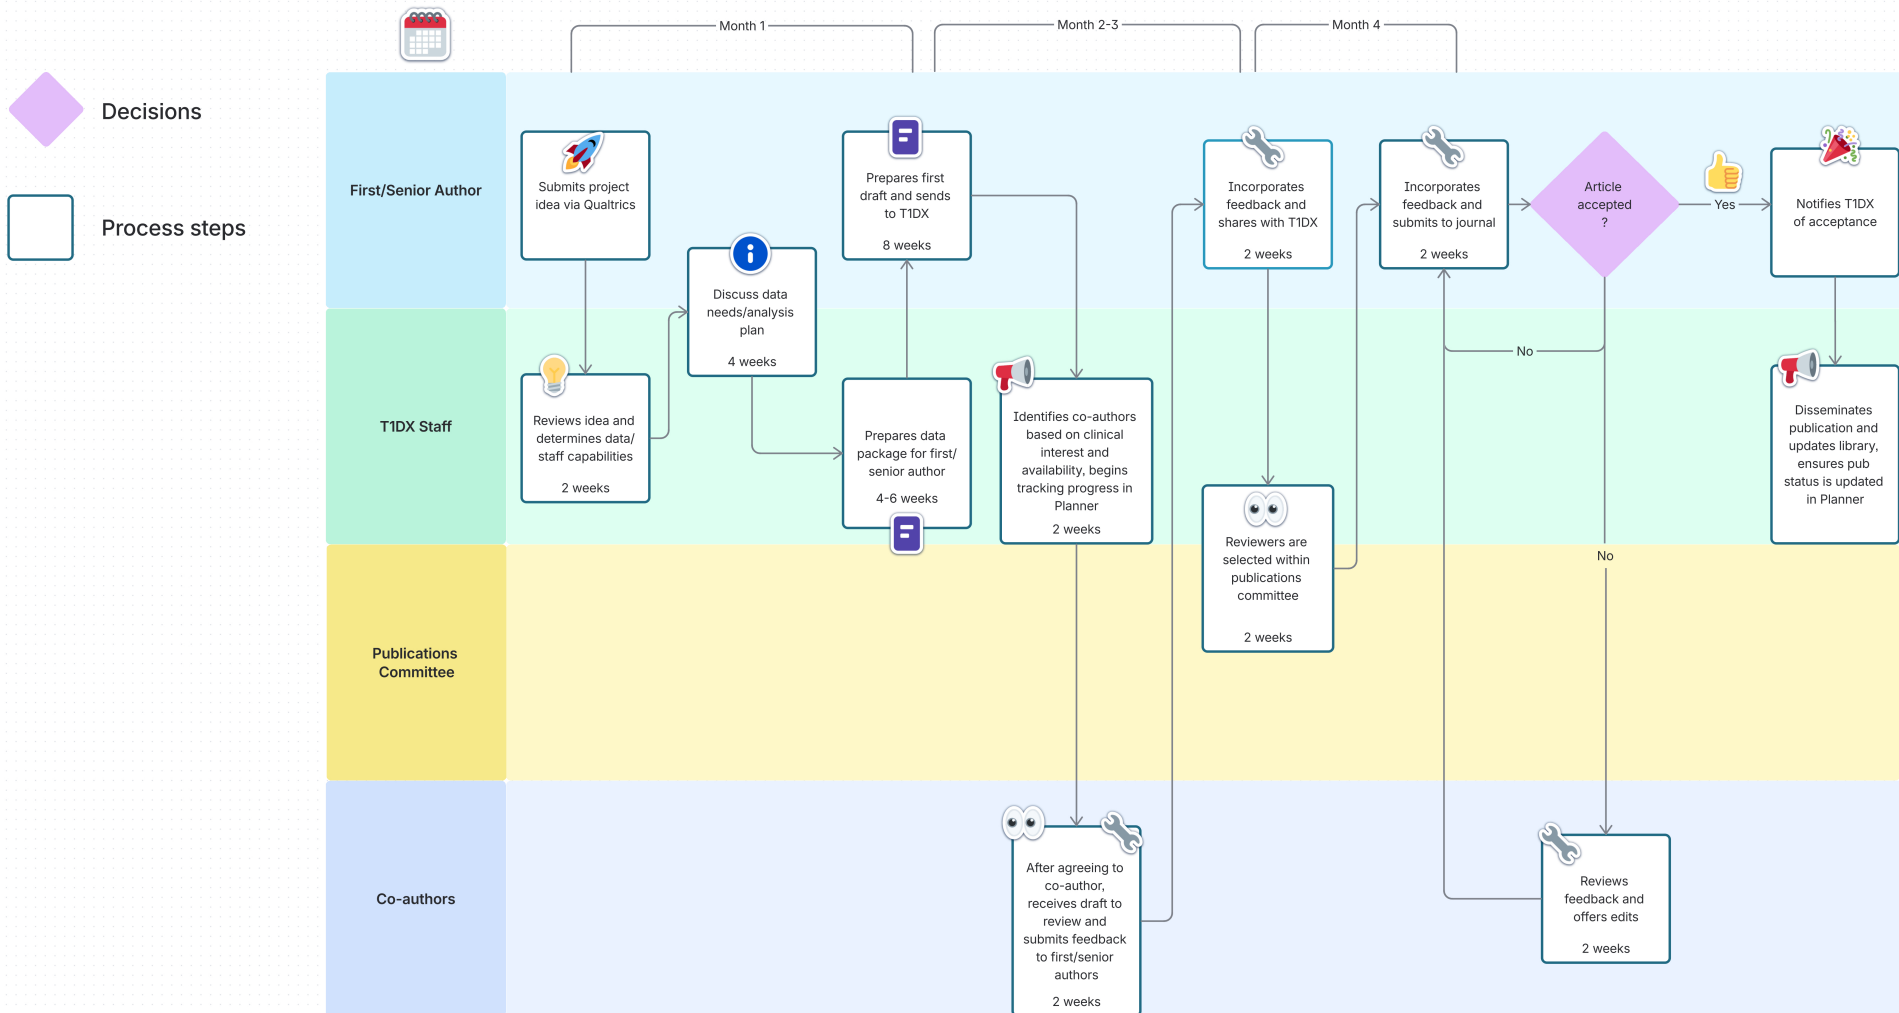 Month 1
Month 2-3
Month 4
Decisions
Process steps
First/Senior Author
Submits project
idea via Qualtrics
Prepares first
draft and sends
to T1DX
8 weeks
Incorporates
feedback and
shares with T1DX
2 weeks
Incorporates
feedback and
submits to journal
2 weeks
Article
accepted
?
Yes
Notifies T1DX
of acceptance
Discuss data
needs/analysis
plan
4 weeks
T1DX Staff
Reviews idea and
determines data/
staff capabilities
2 weeks
Prepares data
package for first/
senior author
4-6 weeks
Identifies co-authors
based on clinical
interest and
availability, begins
tracking progress in
Planner
2 weeks
No
Disseminates
publication and
updates library,
ensures pub
status is updated
in Planner
Reviewers are
selected within
publications
committee
2 weeks
No
Publications
Committee
Co-authors
After agreeing to
co-author,
receives draft to
review and
submits feedback
to first/senior
authors
2 weeks
Reviews
feedback and
offers edits
2 weeks